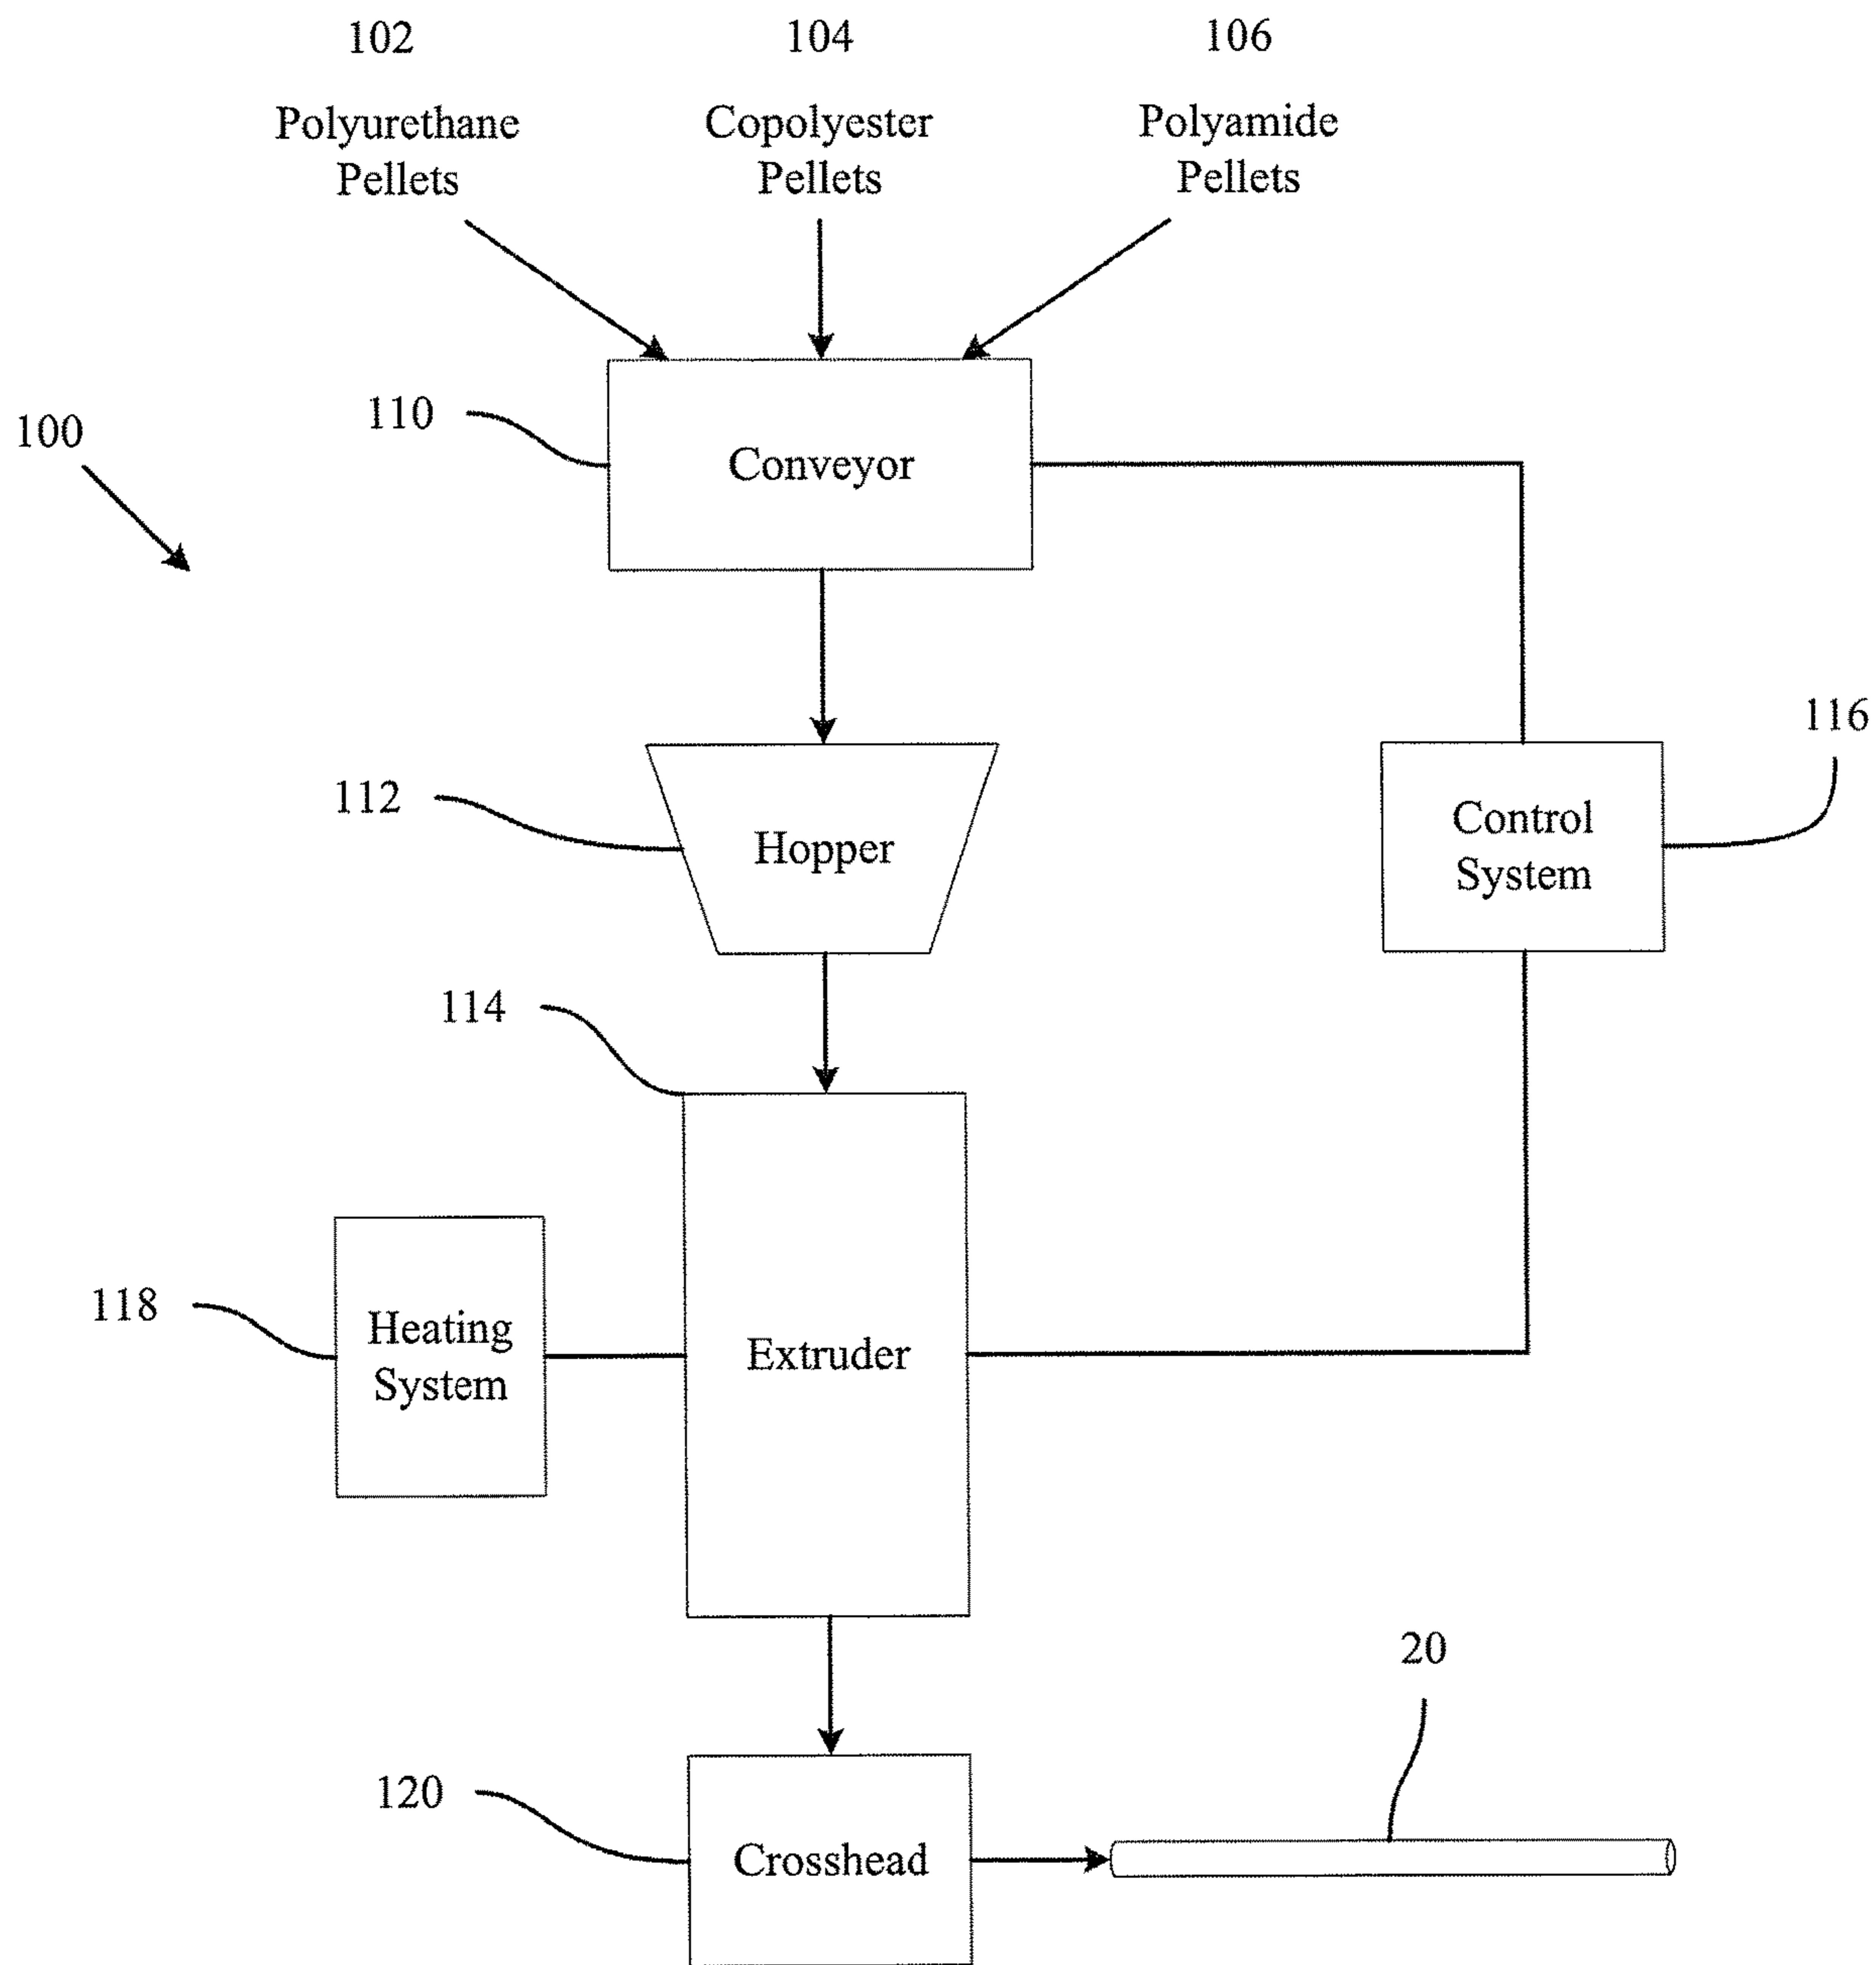 102
104
106
Polyurethane
Pellets
Copolyester
Pellets
Polyamide
Pellets
100
110
Conveyor
112
Hopper
116
Control
System
114
118
Heating
System
Extruder
20
120
Crosshead